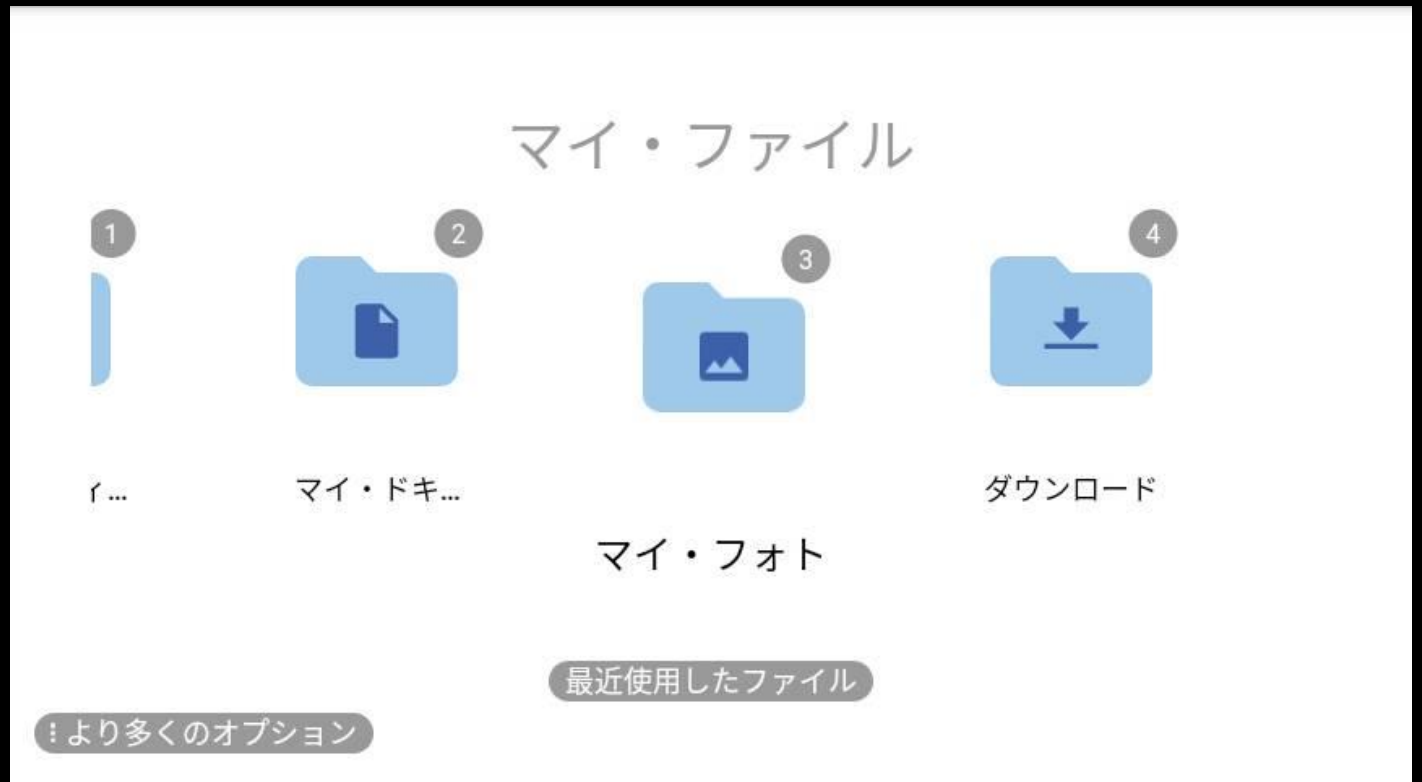 マイ・ファイル
1
2
3
4
マイ・ドキ...
ダウンロード
マイ・フォト
最近使用したファイル
より多くのオプション